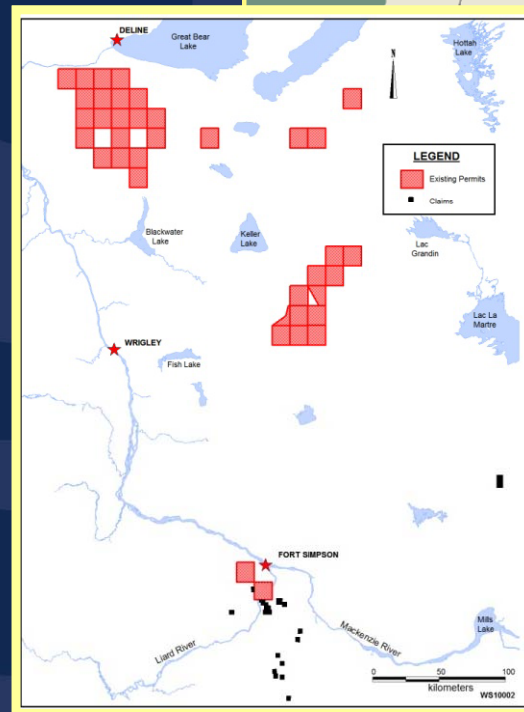 DELINE
Great Bear
Lake
Hottah
Lake
N
LEGEND
Existing Permits
Claims
Blackwater
Lake
Keller
Lake
Lac
Grandin
Lac La
Martre
WRIGLEY
Fish Lake
FORT SIMPSON
Liard River
Mackenzie River
Mills
Lake
0 50 100
kilometers
WS10002